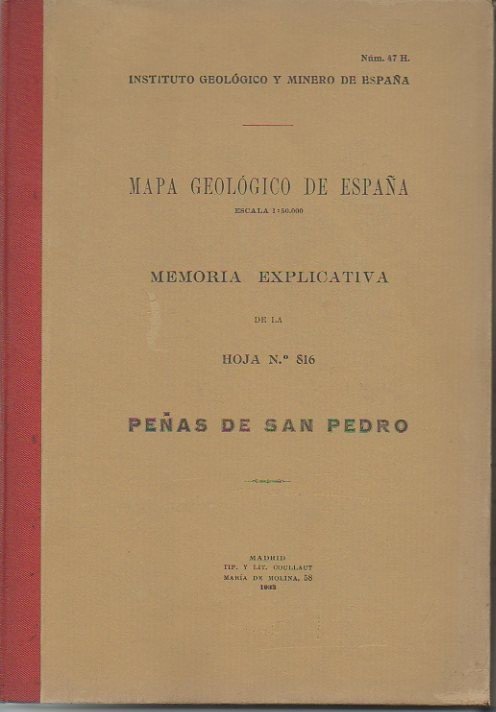 Núm. 47 H.
INSTITUTO GEOLÓGICO Y MINERO DE ESPAÑA
MAPA GEOLÓGICO DE ESPAÑA
ESCALA 1:50.000
MEMORIA EXPLICATIVA
DE LA
HOJA N.º 816
PEÑAS DE SAN PEDRO
MADRID
TIP. Y LIT. COULLAUT
MARÍA DE MOLINA, 58